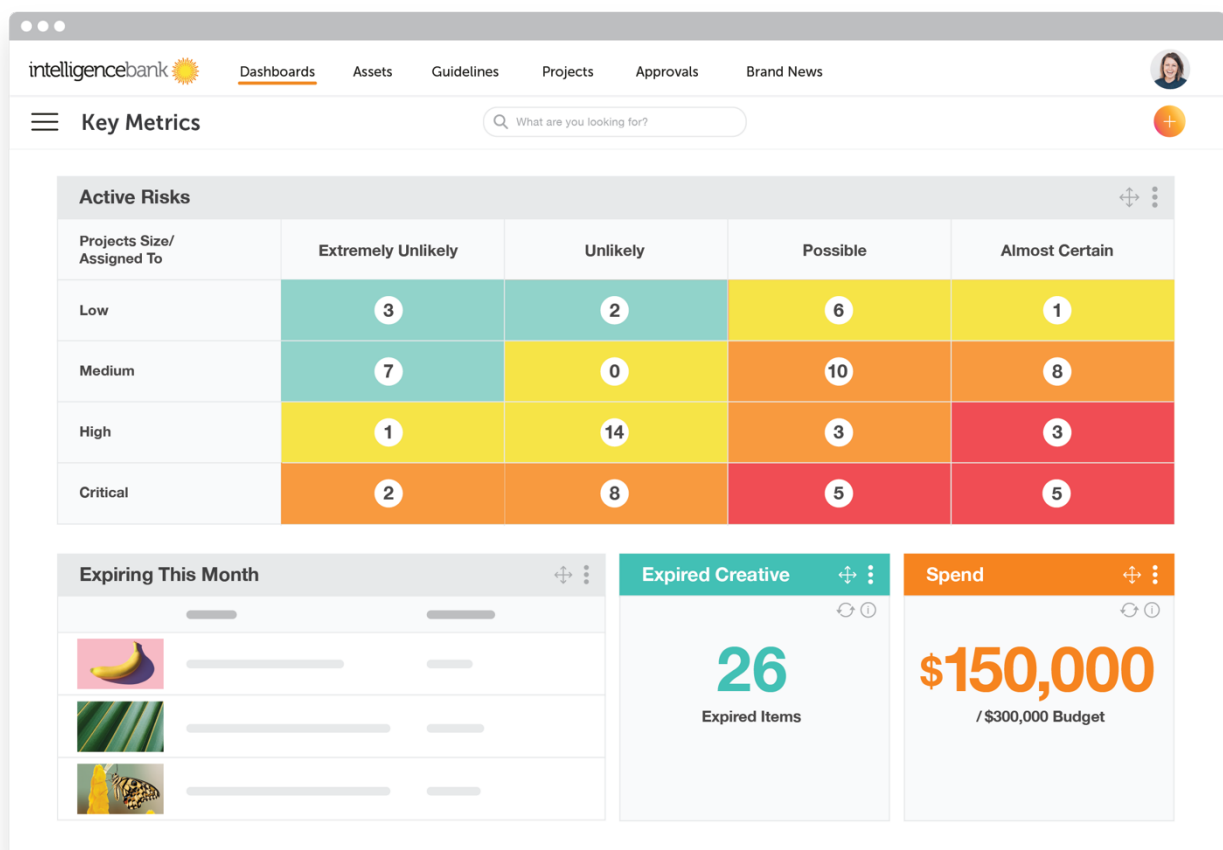 intelligencebank Dashboards Assets Guidelines Projects Approvals Brand News
Key Metrics What are you looking for?
Active Risks
Projects Size/
Assigned To
Extremely Unlikely Unlikely Possible Almost Certain
Low 3 2 6 1
Medium 7 0 10 8
High 1 14 3 3
Critical 2 8 5 5
Expiring This Month
Expired Creative
26
Expired Items
Spend
$150,000
/ $300,000 Budget